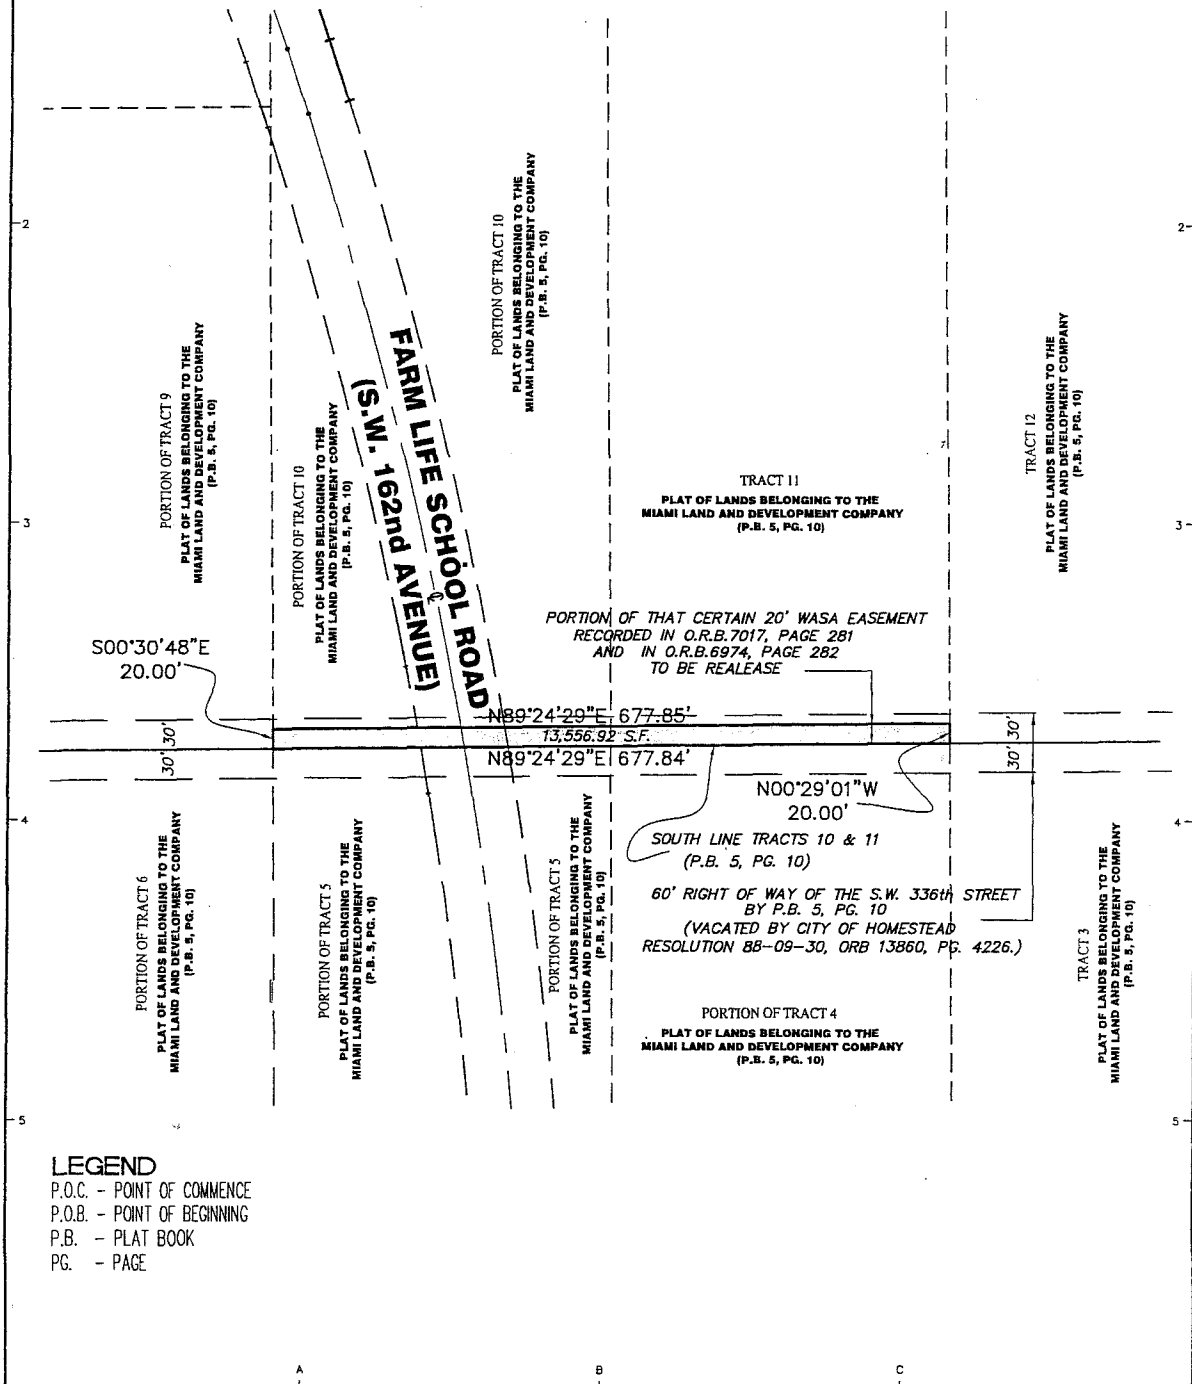 2
2
PORTION OF TRACT 10
PLAT OF LANDS BELONGING TO THE
MIAMI LAND AND DEVELOPMENT COMPANY
(P.B. 5, PG. 10)
PORTION OF TRACT 9
PLAT OF LANDS BELONGING TO THE
MIAMI LAND AND DEVELOPMENT COMPANY
(P.B. 5, PG. 10)
PORTION OF TRACT 10
PLAT OF LANDS BELONGING TO THE
MIAMI LAND AND DEVELOPMENT COMPANY
(P.B. 5, PG. 10)
FARM LIFE SCHOOL ROAD
(S.W. 162nd AVENUE)
TRACT 11
PLAT OF LANDS BELONGING TO THE
MIAMI LAND AND DEVELOPMENT COMPANY
(P.B. 5, PG. 10)
TRACT 12
PLAT OF LANDS BELONGING TO THE
MIAMI LAND AND DEVELOPMENT COMPANY
(P.B. 5, PG. 10)
3
3
PORTION OF THAT CERTAIN 20' WASA EASEMENT
RECORDED IN O.R.B.7017, PAGE 281
AND IN O.R.B.6974, PAGE 282
TO BE REALEASE
S00°30'48"E
20.00'
N89°24'29"E 677.85'
13,556.92 S.F.
N89°24'29"E 677.84'
30' 30'
30' 30'
N00°29'01"W
20.00'
4
4
SOUTH LINE TRACTS 10 & 11
(P.B. 5, PG. 10)
60' RIGHT OF WAY OF THE S.W. 336th STREET
BY P.B. 5, PG. 10
(VACATED BY CITY OF HOMESTEAD
RESOLUTION 88-09-30, ORB 13860, PG. 4226.)
PORTION OF TRACT 6
PLAT OF LANDS BELONGING TO THE
MIAMI LAND AND DEVELOPMENT COMPANY
(P.B. 5, PG. 10)
PORTION OF TRACT 5
PLAT OF LANDS BELONGING TO THE
MIAMI LAND AND DEVELOPMENT COMPANY
(P.B. 5, PG. 10)
PORTION OF TRACT 5
PLAT OF LANDS BELONGING TO THE
MIAMI LAND AND DEVELOPMENT COMPANY
(P.B. 5, PG. 10)
PORTION OF TRACT 4
PLAT OF LANDS BELONGING TO THE
MIAMI LAND AND DEVELOPMENT COMPANY
(P.B. 5, PG. 10)
TRACT 3
PLAT OF LANDS BELONGING TO THE
MIAMI LAND AND DEVELOPMENT COMPANY
(P.B. 5, PG. 10)
5
5
LEGEND
P.O.C. - POINT OF COMMENCE
P.O.B. - POINT OF BEGINNING
P.B. - PLAT BOOK
PG. - PAGE
A
B
C